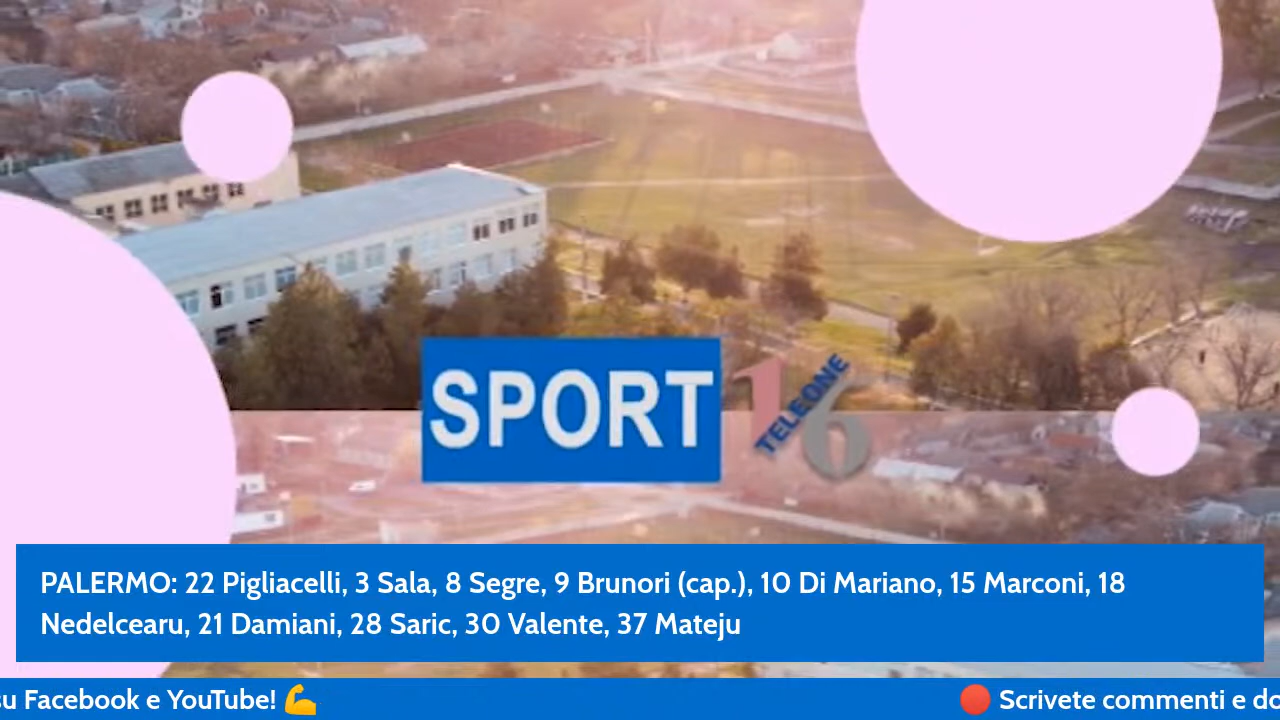 SPORT
16
TELEONE
PALERMO: 22 Pigliacelli, 3 Sala, 8 Segre, 9 Brunori (cap.), 10 Di Mariano, 15 Marconi, 18
Nedelcearu, 21 Damiani, 28 Saric, 30 Valente, 37 Mateju
su Facebook e YouTube! 💪
🔴 Scrivete commenti e do